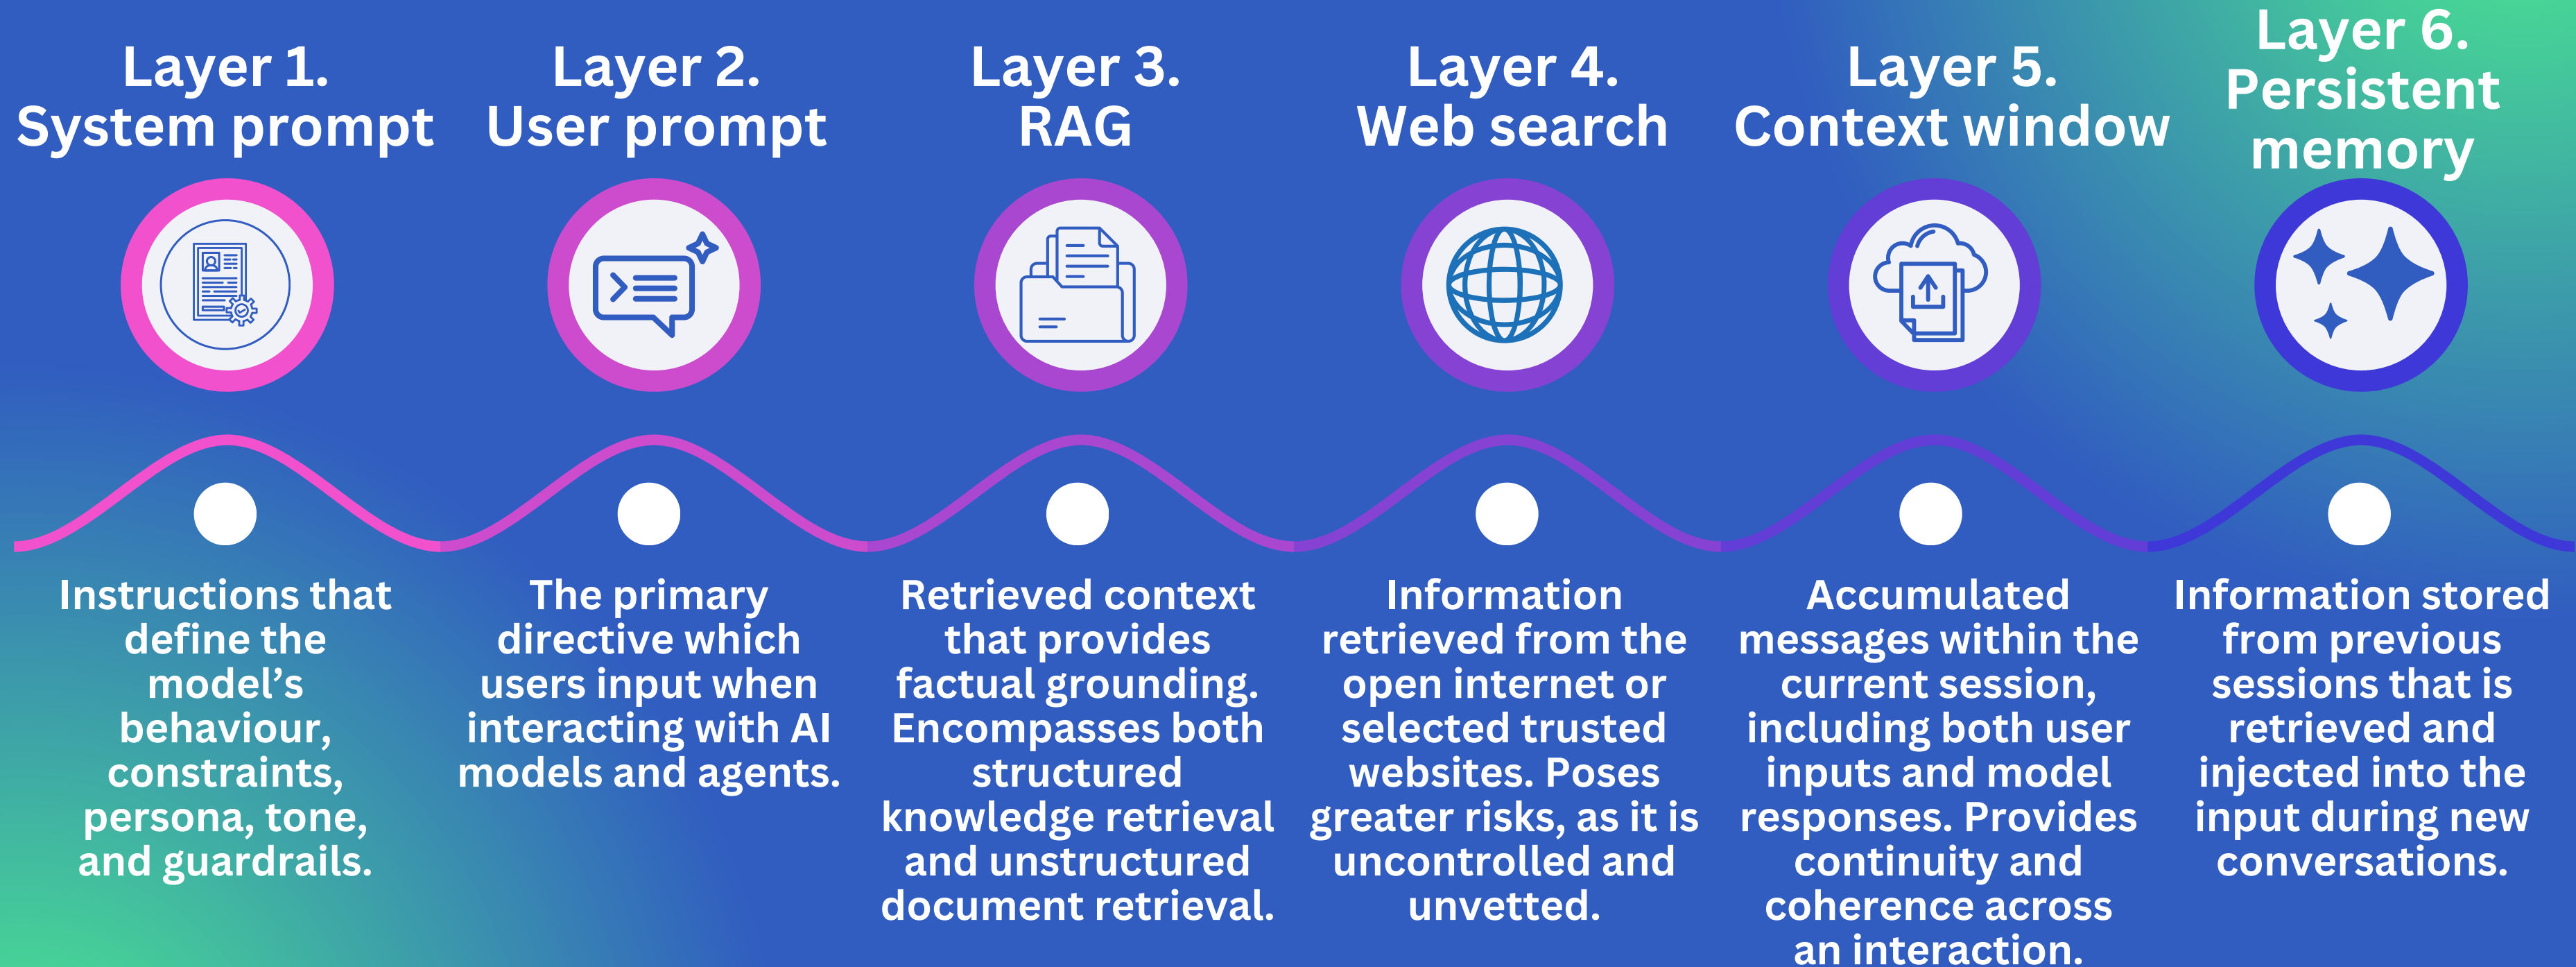 Layer 1.
System prompt
Instructions that
define the
model’s
behaviour,
constraints,
persona, tone,
and guardrails.
Layer 2.
User prompt
The primary
directive which
users input when
interacting with AI
models and agents.
Layer 3.
RAG
Retrieved context
that provides
factual grounding.
Encompasses both
structured
knowledge retrieval
and unstructured
document retrieval.
Layer 4.
Web search
Information
retrieved from the
open internet or
selected trusted
websites. Poses
greater risks, as it is
uncontrolled and
unvetted.
Layer 5.
Context window
Accumulated
messages within the
current session,
including both user
inputs and model
responses. Provides
continuity and
coherence across
an interaction.
Layer 6.
Persistent
memory
Information stored
from previous
sessions that is
retrieved and
injected into the
input during new
conversations.